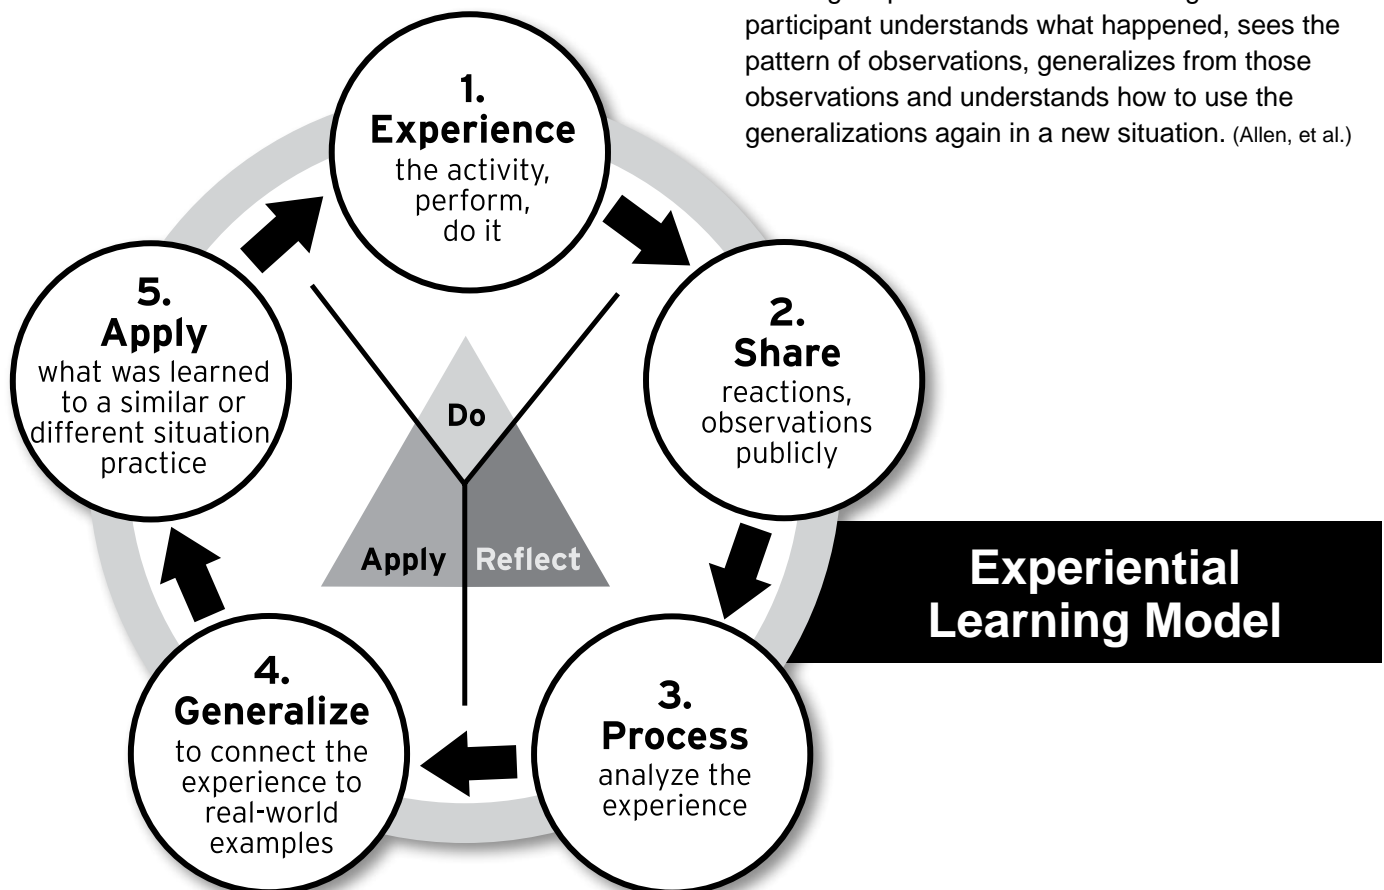 participant understands what happened, sees the
pattern of observations, generalizes from those
observations and understands how to use the
generalizations again in a new situation. (Allen, et al.)
1.
Experience
the activity,
perform,
do it
2.
Share
reactions,
observations
publicly
3.
Process
analyze the
experience
4.
Generalize
to connect the
experience to
real-world
examples
5.
Apply
what was learned
to a similar or
different situation
practice
Do
Apply
Reflect
Experiential
Learning Model